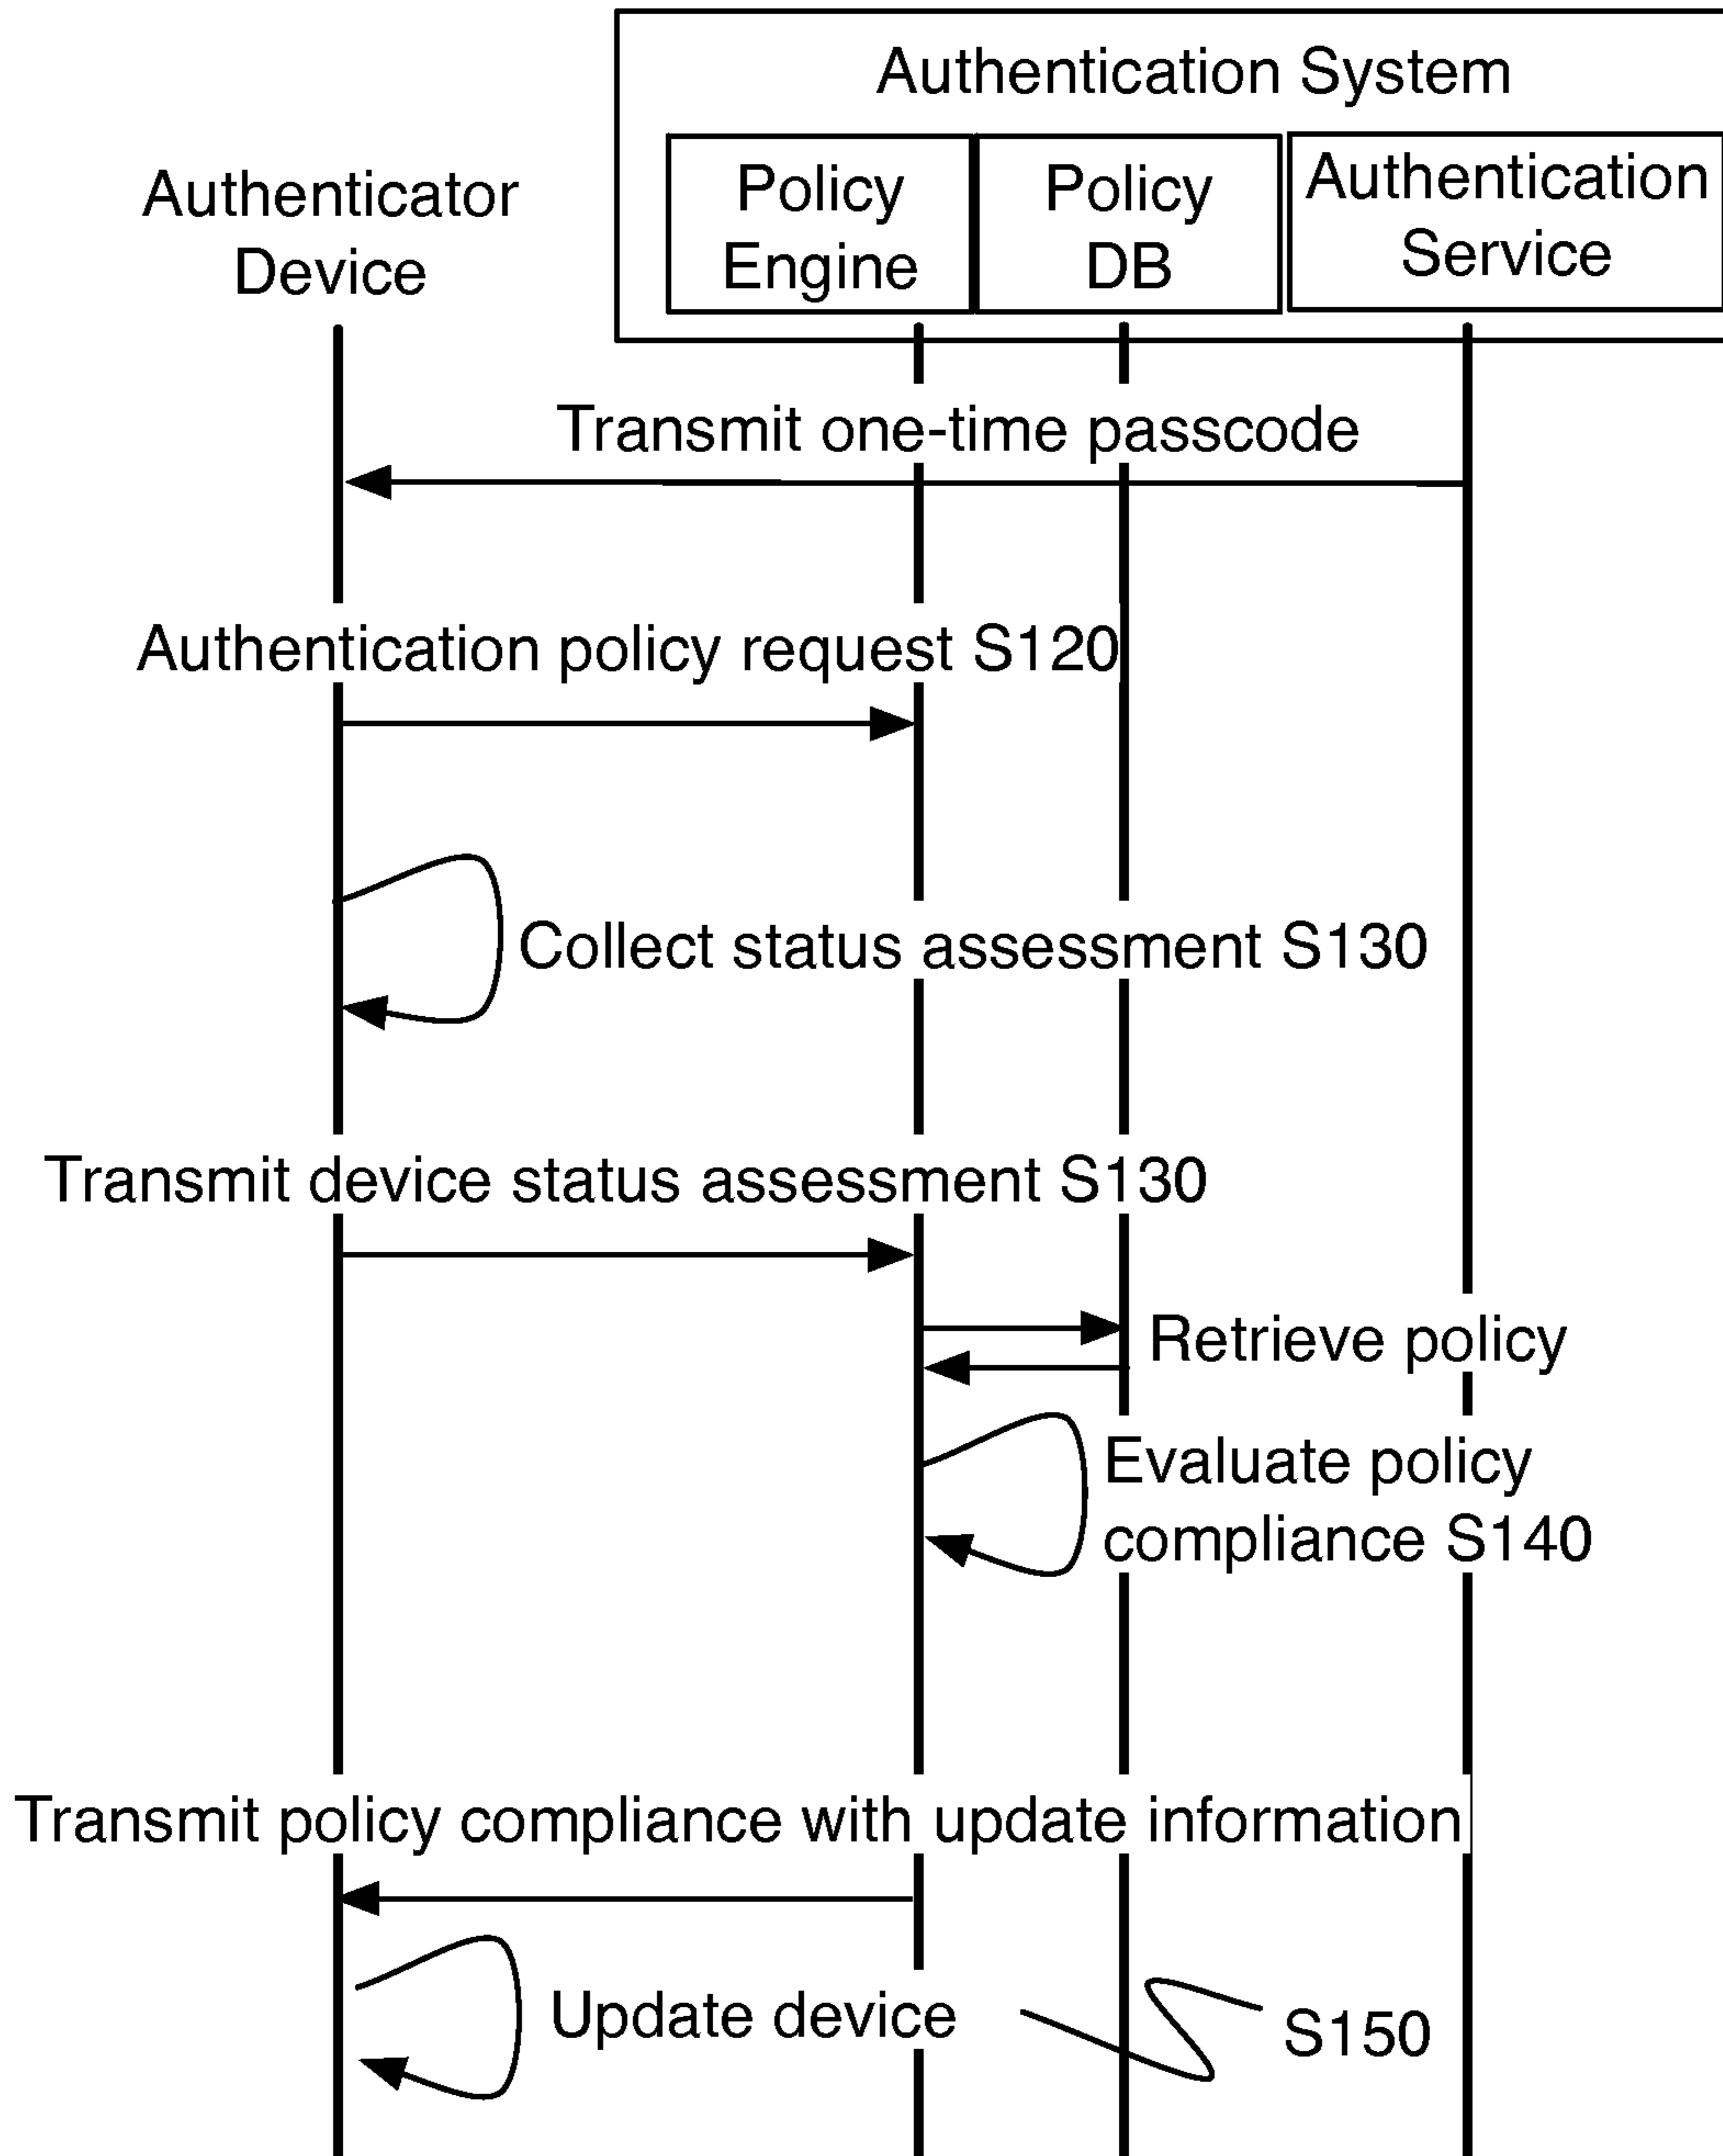 Authentication System
Authenticator
Device
Policy
Engine
Policy
DB
Authentication
Service
Transmit one-time passcode
Authentication policy request S120
Collect status assessment S130
Transmit device status assessment S130
Retrieve policy
Evaluate policy
compliance S140
Transmit policy compliance with update information
Update device
S150